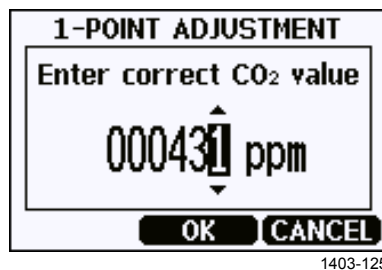 1-POINT ADJUSTMENT
Enter correct CO₂ value
000431 ppm
OK CANCEL
1403-125